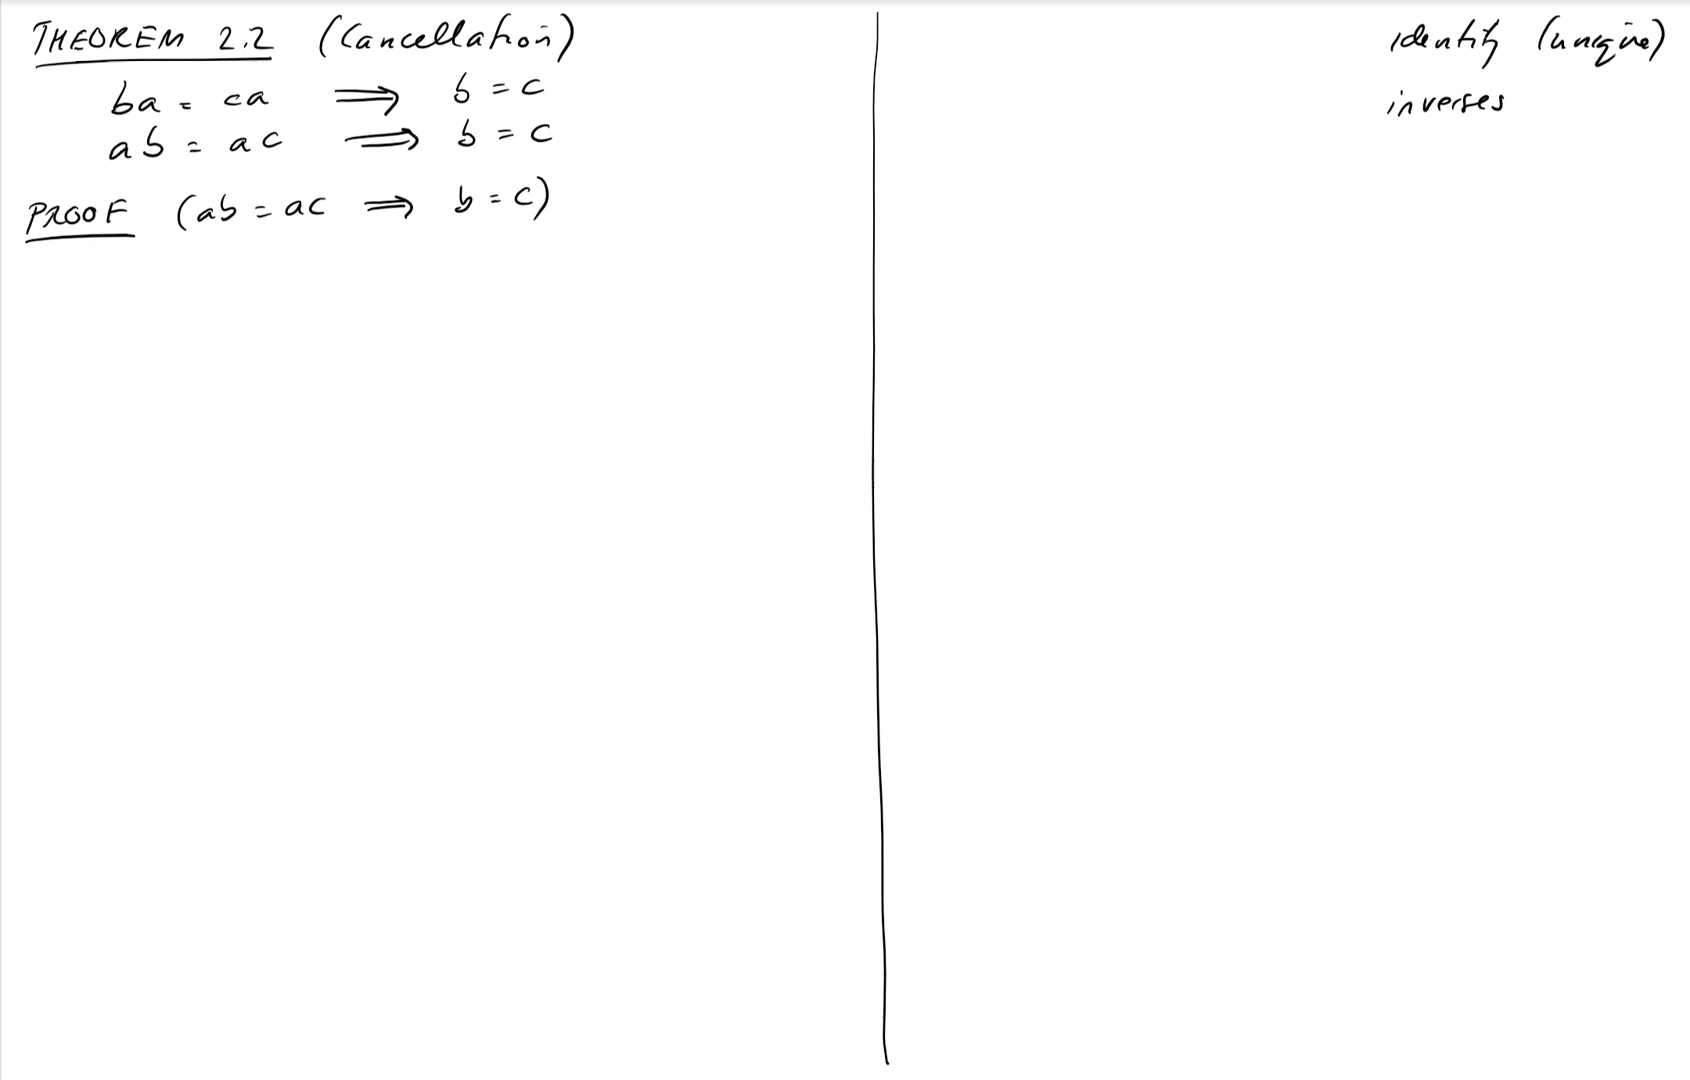 THEOREM 2.2 (Cancellation)
ba = ca ⟹ b = c
ab = ac ⟹ b = c
PROOF (ab = ac ⟹ b = c)
identity (unique)
inverses